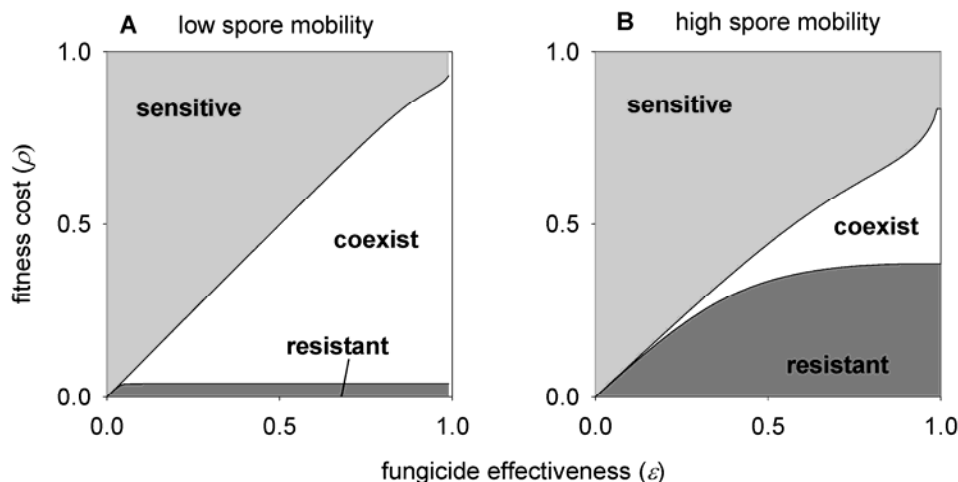 A low spore mobility
B high spore mobility
1.0
sensitive
coexist
resistant
0.5
0.0
0.0 0.5 1.0
1.0
sensitive
coexist
resistant
0.5
0.0
0.0 0.5 1.0
fitness cost (ρ)
fungicide effectiveness (ε)